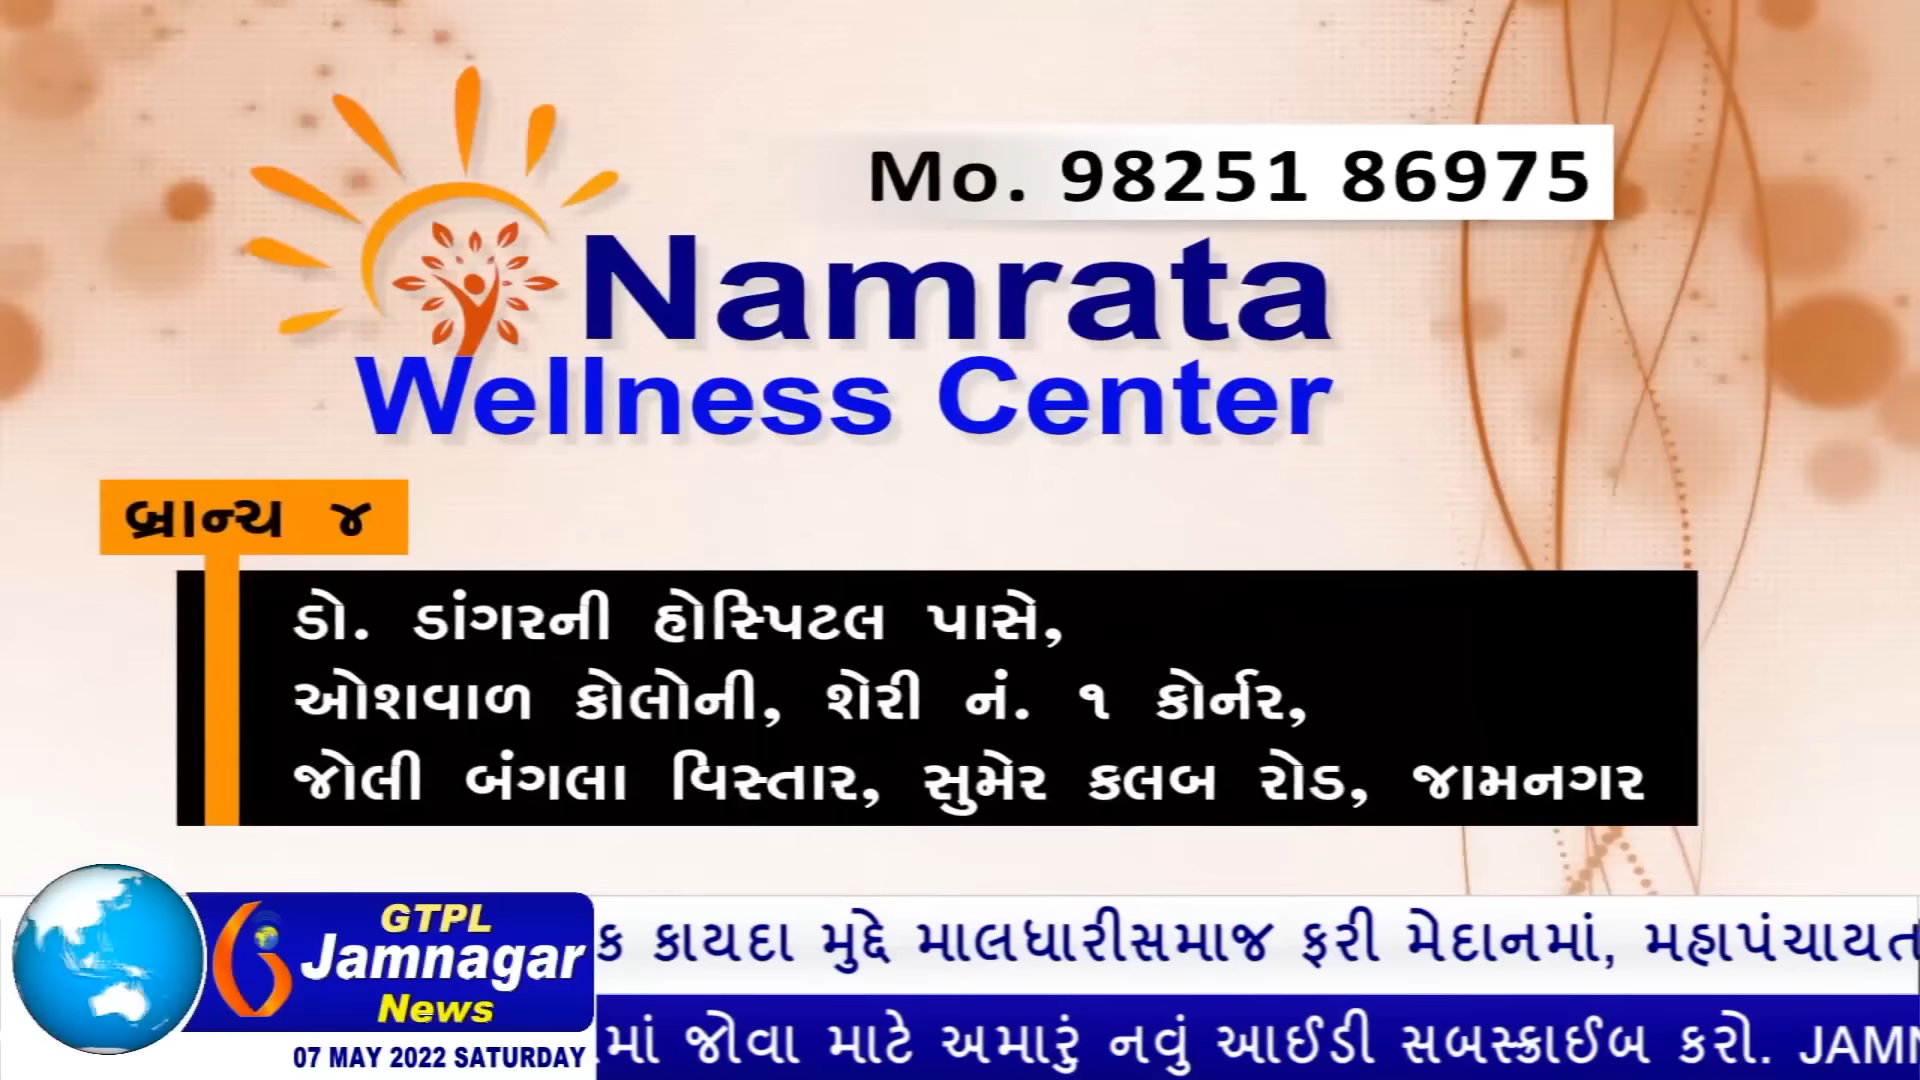 Mo. 98251 86975
Namrata
Wellness Center
બ્રાન્ચ ૪
ડો. ડાંગરની હોસ્પિટલ પાસે,
ઓશવાળ કોલોની, શેરી નં. ૧ કોર્નર,
જોલી બંગલા વિસ્તાર, સુમેર કલબ રોડ, જામનગર
GTPL
Jamnagar
News
07 MAY 2022 SATURDAY
ક કાયદા મુદ્દે માલધારીસમાજ ફરી મેદાનમાં, મહાપંચાયત
માં જોવા માટે અમારું નવું આઈડી સબસ્ક્રાઈબ કરો. JAMN